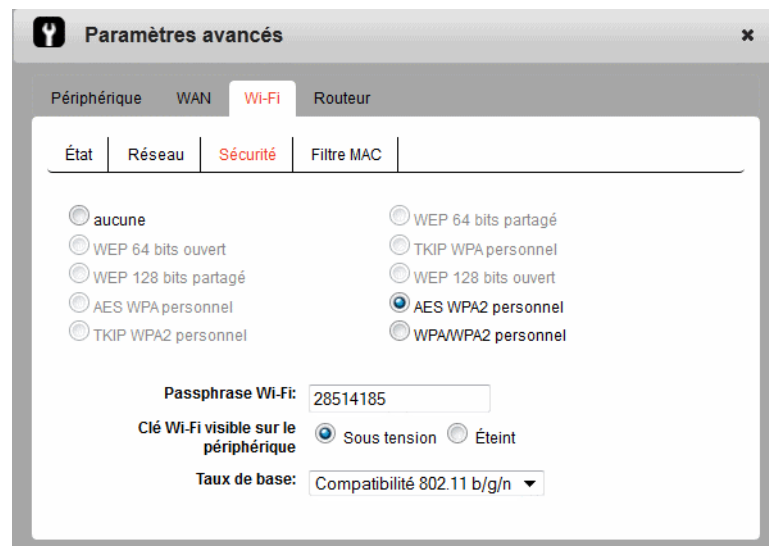 Paramètres avancés
Périphérique WAN Wi-Fi Routeur
État Réseau Sécurité Filtre MAC
aucune WEP 64 bits partagé
WEP 64 bits ouvert TKIP WPA personnel
WEP 128 bits partagé WEP 128 bits ouvert
AES WPA personnel AES WPA2 personnel
TKIP WPA2 personnel WPA/WPA2 personnel
Passphrase Wi-Fi: 28514185
Clé Wi-Fi visible sur le
périphérique Sous tension Éteint
Taux de base: Compatibilité 802.11 b/g/n